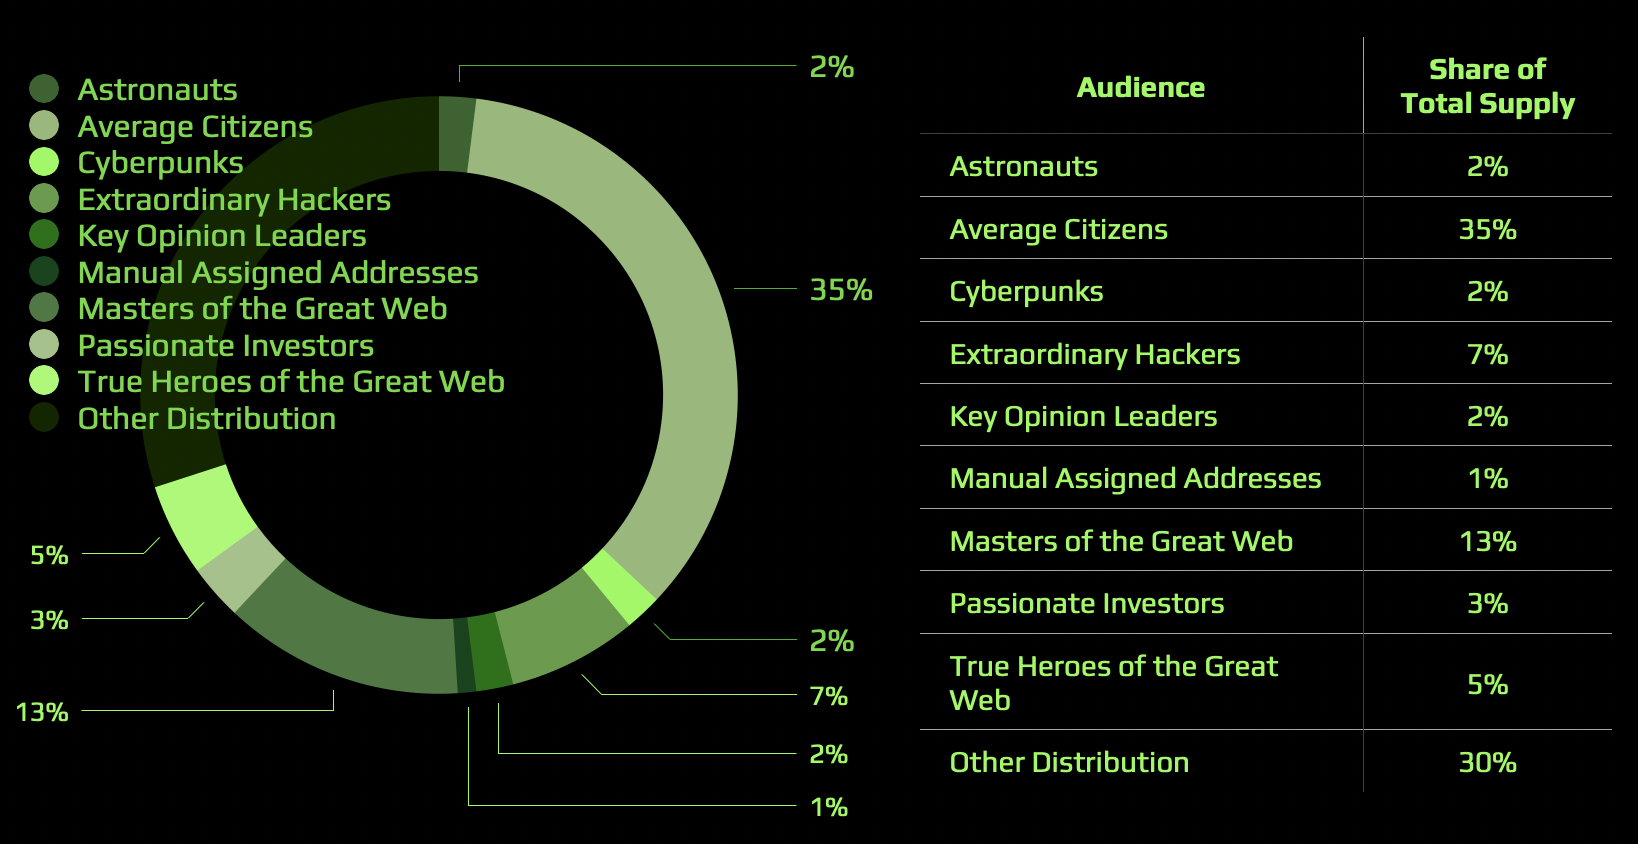 2%
Astronauts
Average Citizens
Cyberpunks
Extraordinary Hackers
Key Opinion Leaders
Manual Assigned Addresses
Masters of the Great Web
Passionate Investors
True Heroes of the Great Web
Other Distribution
35%
5%
3%
13%
2%
7%
2%
1%
Audience
Share of
Total Supply
Astronauts 2%
Average Citizens 35%
Cyberpunks 2%
Extraordinary Hackers 7%
Key Opinion Leaders 2%
Manual Assigned Addresses 1%
Masters of the Great Web 13%
Passionate Investors 3%
True Heroes of the Great
Web
5%
Other Distribution 30%